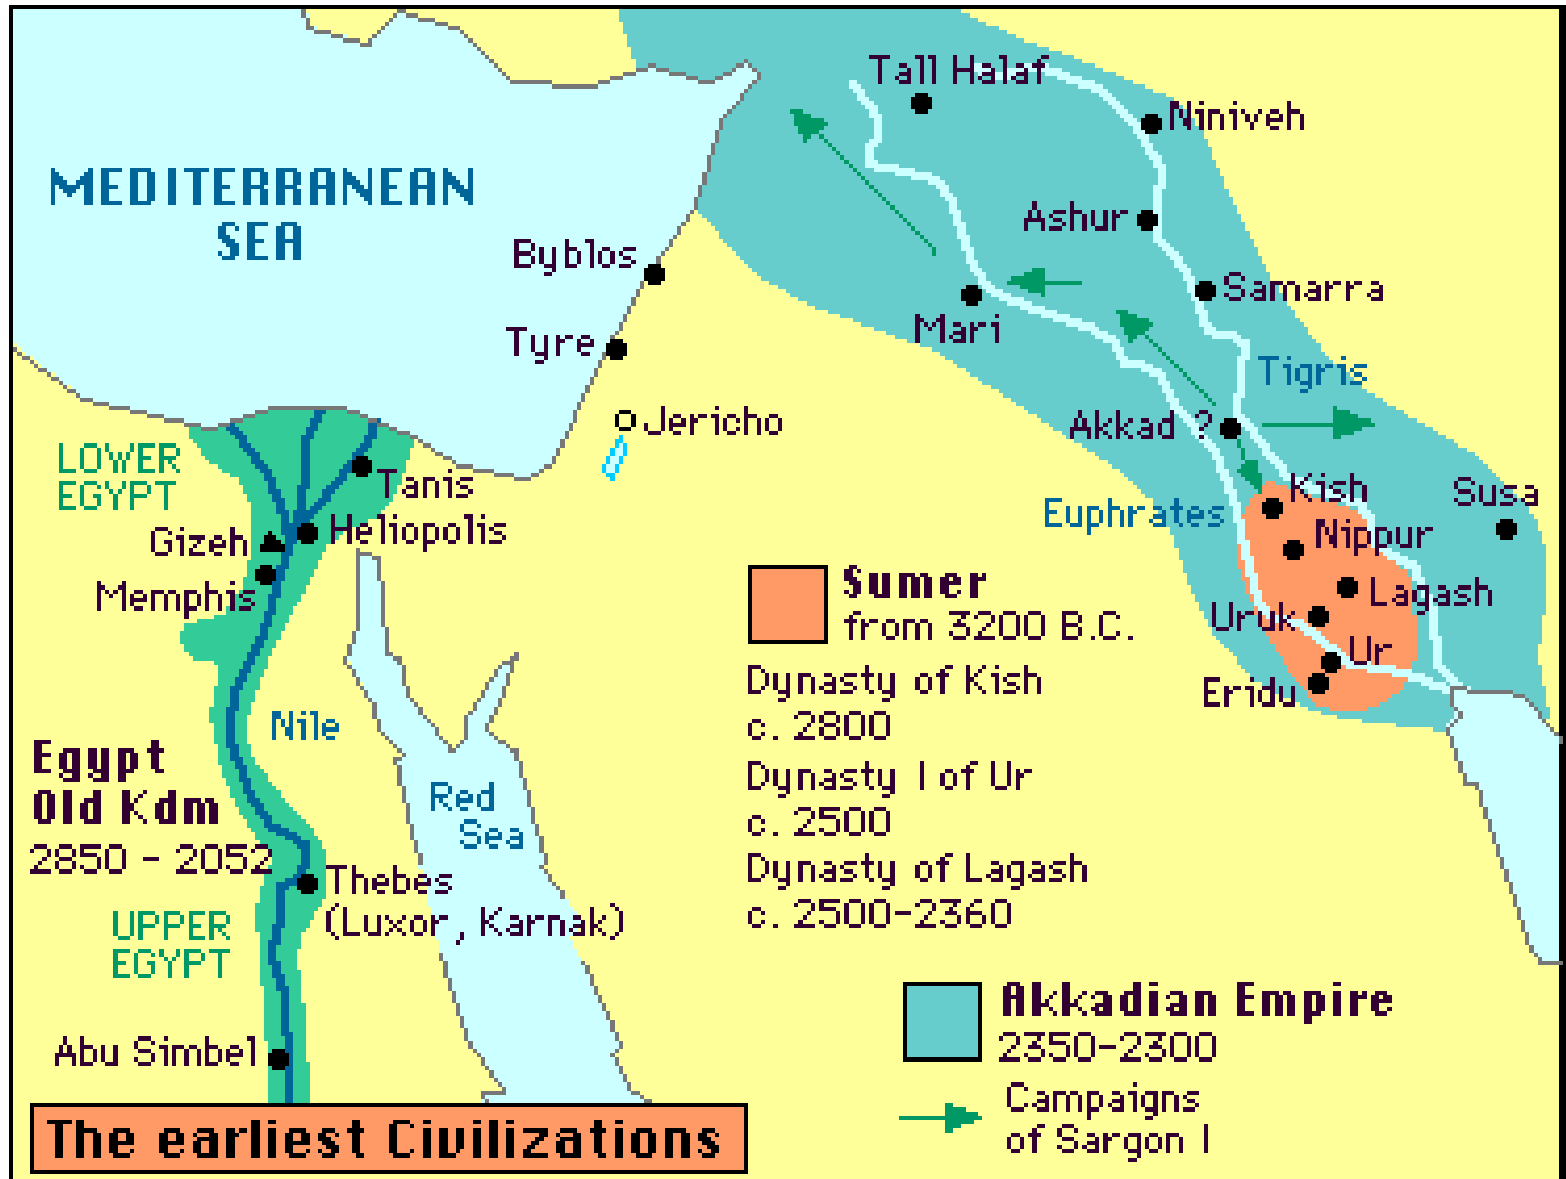 Tall Halaf
Niniveh
MEDITERRANEAN
SEA
Ashur
Byblos
Samarra
Mari
Tyre
Tigris
Jericho
Akkad ?
LOWER
EGYPT
Tanis
Kish
Susa
Euphrates
Heliopolis
Nippur
Gizeh
Memphis
Lagash
Uruk
Ur
Eridu
Sumer
from 3200 B.C.
Dynasty of Kish
c. 2800
Dynasty I of Ur
c. 2500
Dynasty of Lagash
c. 2500-2360
Nile
Egypt
Old Kdm
2850 - 2052
Red
Sea
Thebes
(Luxor, Karnak)
UPPER
EGYPT
Abu Simbel
Akkadian Empire
2350-2300
Campaigns
of Sargon I
The earliest Civilizations